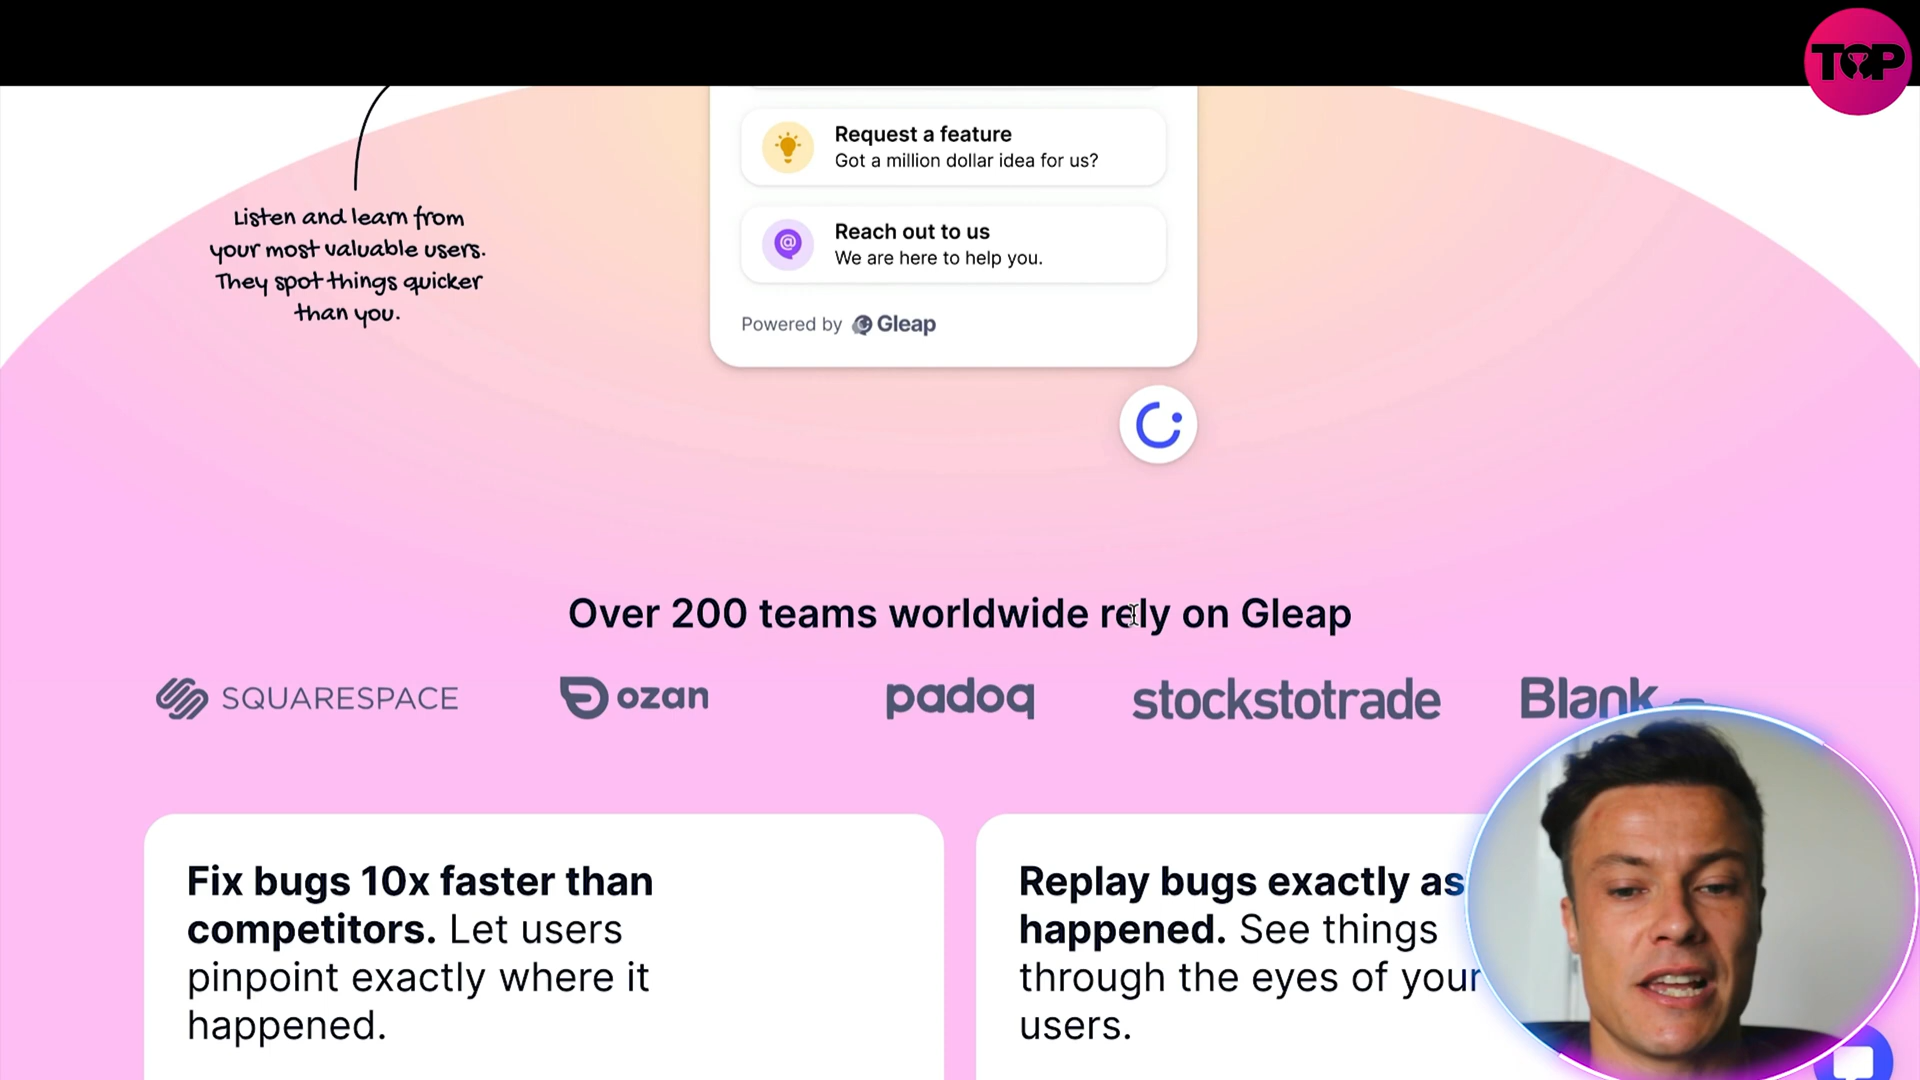 TOP
Request a feature
Got a million dollar idea for us?
Reach out to us
We are here to help you.
Powered by Gleap
Listen and learn from
your most valuable users.
They spot things quicker
than you.
Over 200 teams worldwide rely on Gleap
SQUARESPACE
ozan
padoq
stockstotrade
Blank
Fix bugs 10x faster than
competitors. Let users
pinpoint exactly where it
happened.
Replay bugs exactly as
happened. See things
through the eyes of your
users.